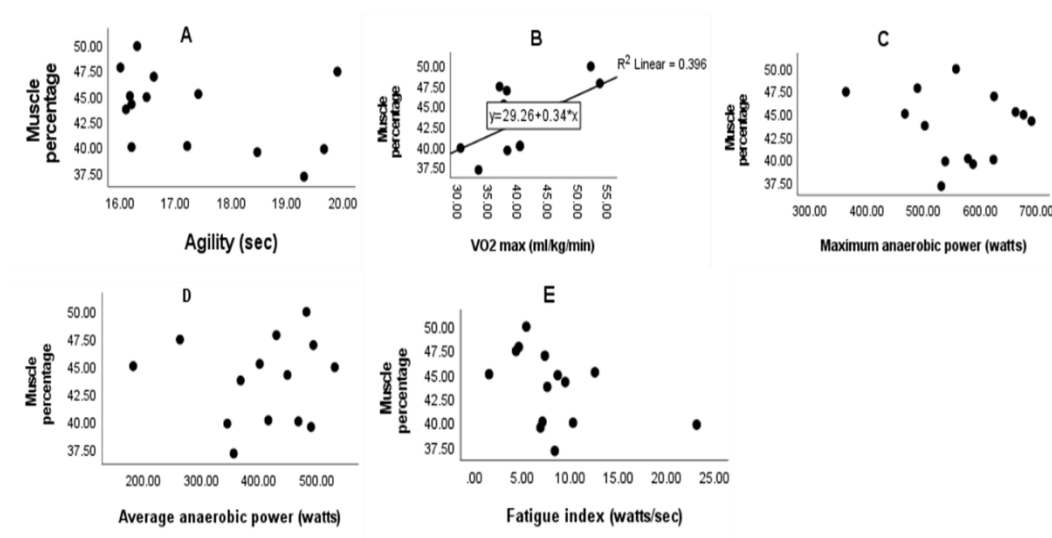 A
Muscle percentage
50.00
47.50
45.00
42.50
40.00
37.50
16.00 17.00 18.00 19.00 20.00
Agility (sec)
B
Muscle percentage
50.00
47.50
45.00
42.50
40.00
37.50
R² Linear = 0.396
y=29.26+0.34*x
30.00 35.00 40.00 45.00 50.00 55.00
VO2 max (ml/kg/min)
C
Muscle percentage
50.00
47.50
45.00
42.50
40.00
37.50
300.00 400.00 500.00 600.00 700.00
Maximum anaerobic power (watts)
D
Muscle percentage
50.00
47.50
45.00
42.50
40.00
37.50
200.00 300.00 400.00 500.00
Average anaerobic power (watts)
E
Muscle percentage
50.00
47.50
45.00
42.50
40.00
37.50
.00 5.00 10.00 15.00 20.00 25.00
Fatigue index (watts/sec)